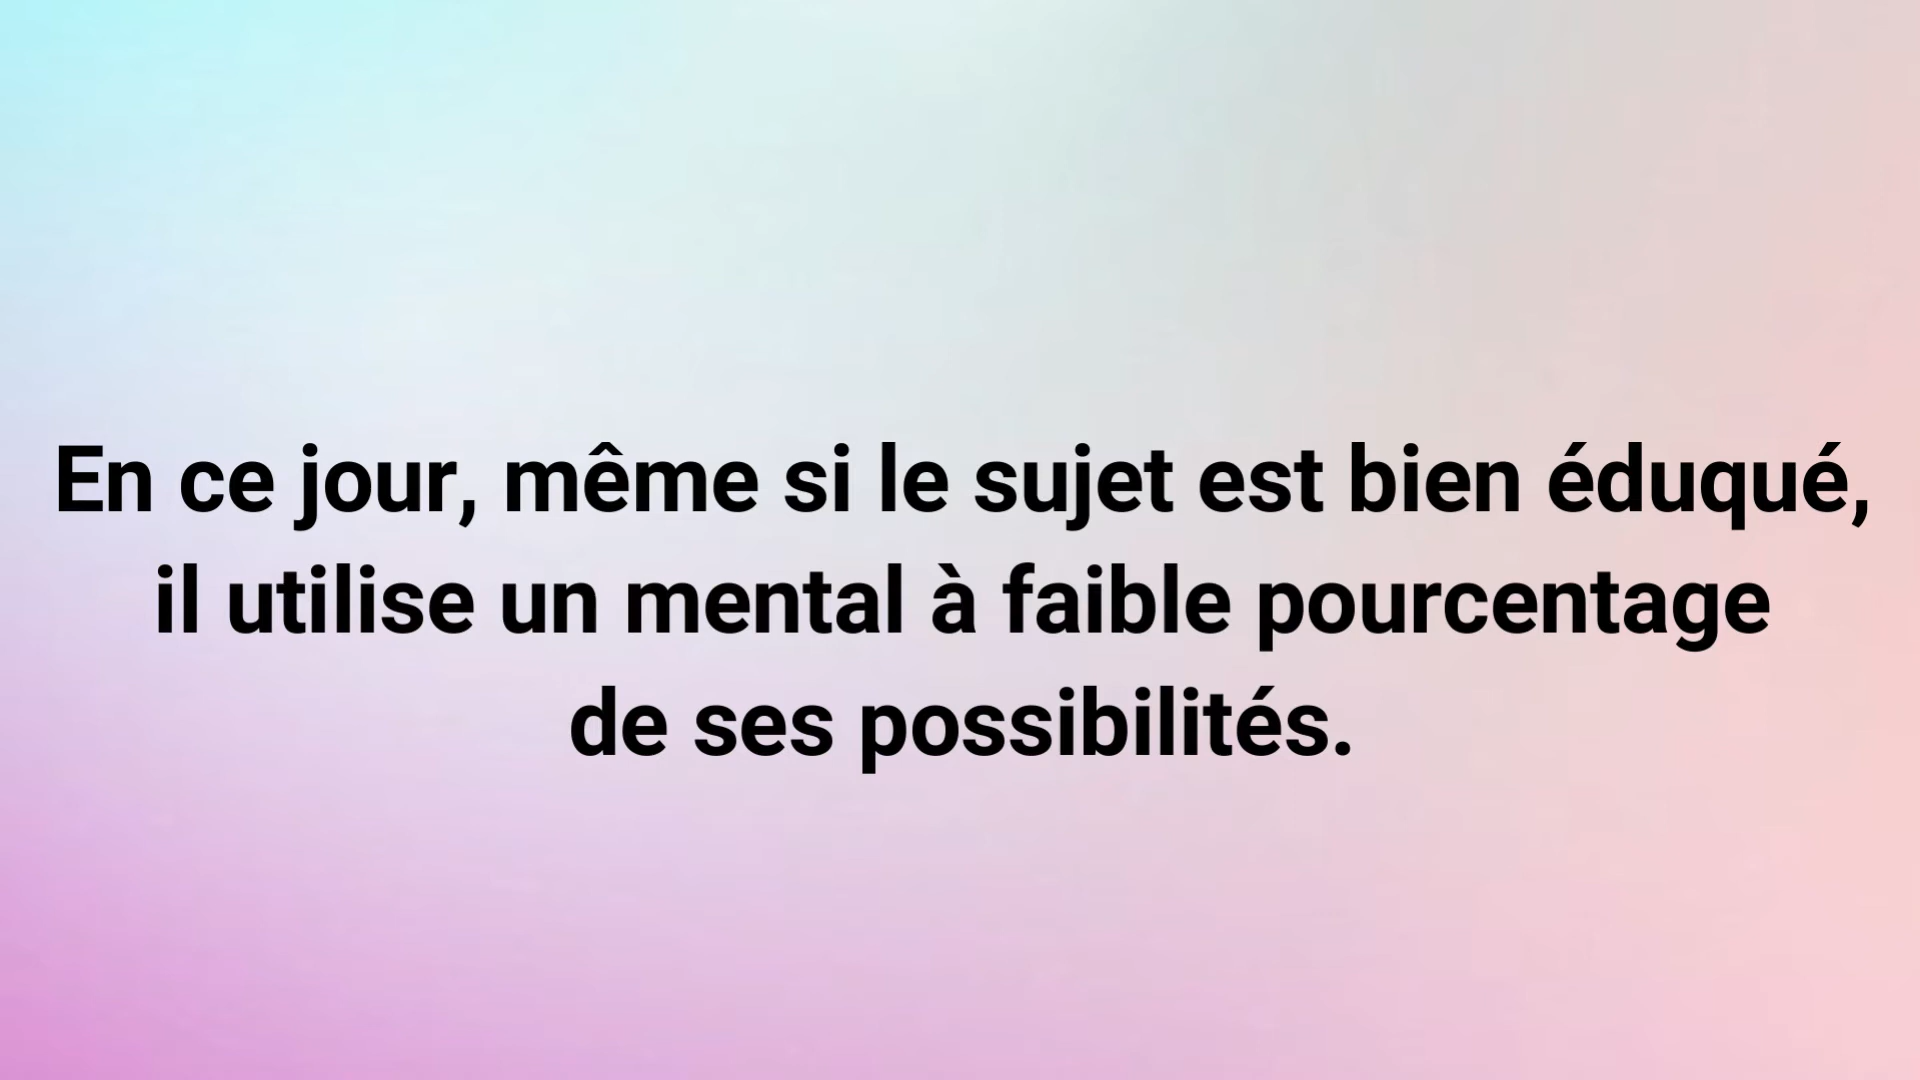 En ce jour, même si le sujet est bien éduqué,
il utilise un mental à faible pourcentage
de ses possibilités.